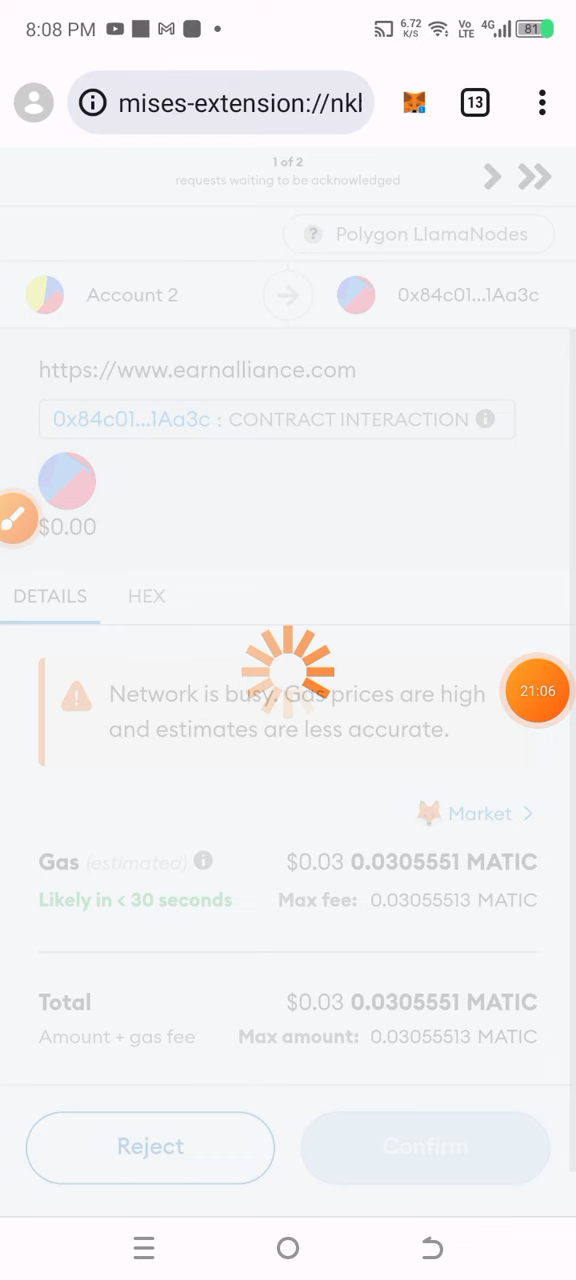 8:08 PM
6.72
K/S
Vo
LTE
4G
81
mises-extension://nkl
13
1 of 2
requests waiting to be acknowledged
? Polygon LlamaNodes
Account 2
0x84c01...1Aa3c
https://www.earnalliance.com
0x84c01...1Aa3c : CONTRACT INTERACTION
$0.00
DETAILS HEX
Network is busy. Gas prices are high
and estimates are less accurate.
21:06
Market >
Gas (estimated) $0.03 0.0305551 MATIC
Likely in < 30 seconds Max fee: 0.03055513 MATIC
Total $0.03 0.0305551 MATIC
Amount + gas fee Max amount: 0.03055513 MATIC
Reject Confirm